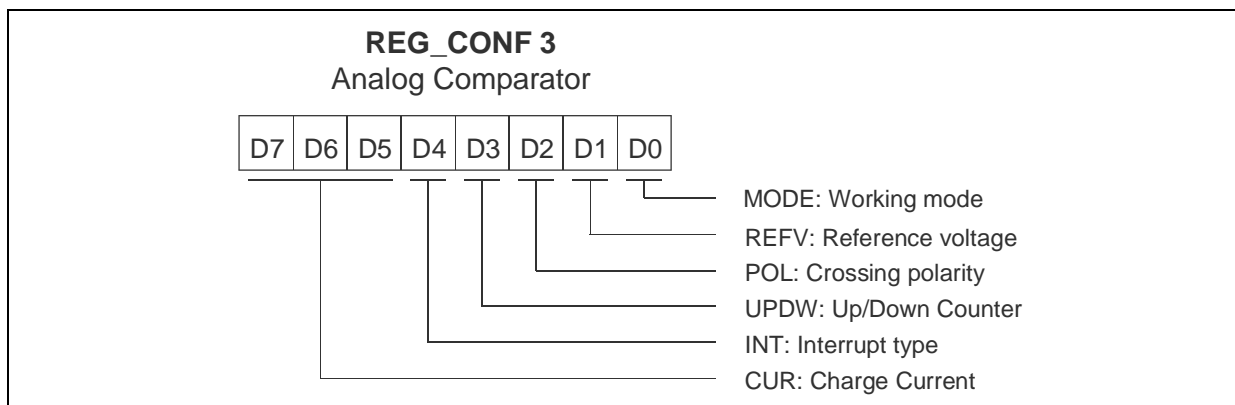 REG_CONF 3
Analog Comparator
D7 D6 D5 D4 D3 D2 D1 D0
MODE: Working mode
REFV: Reference voltage
POL: Crossing polarity
UPDW: Up/Down Counter
INT: Interrupt type
CUR: Charge Current